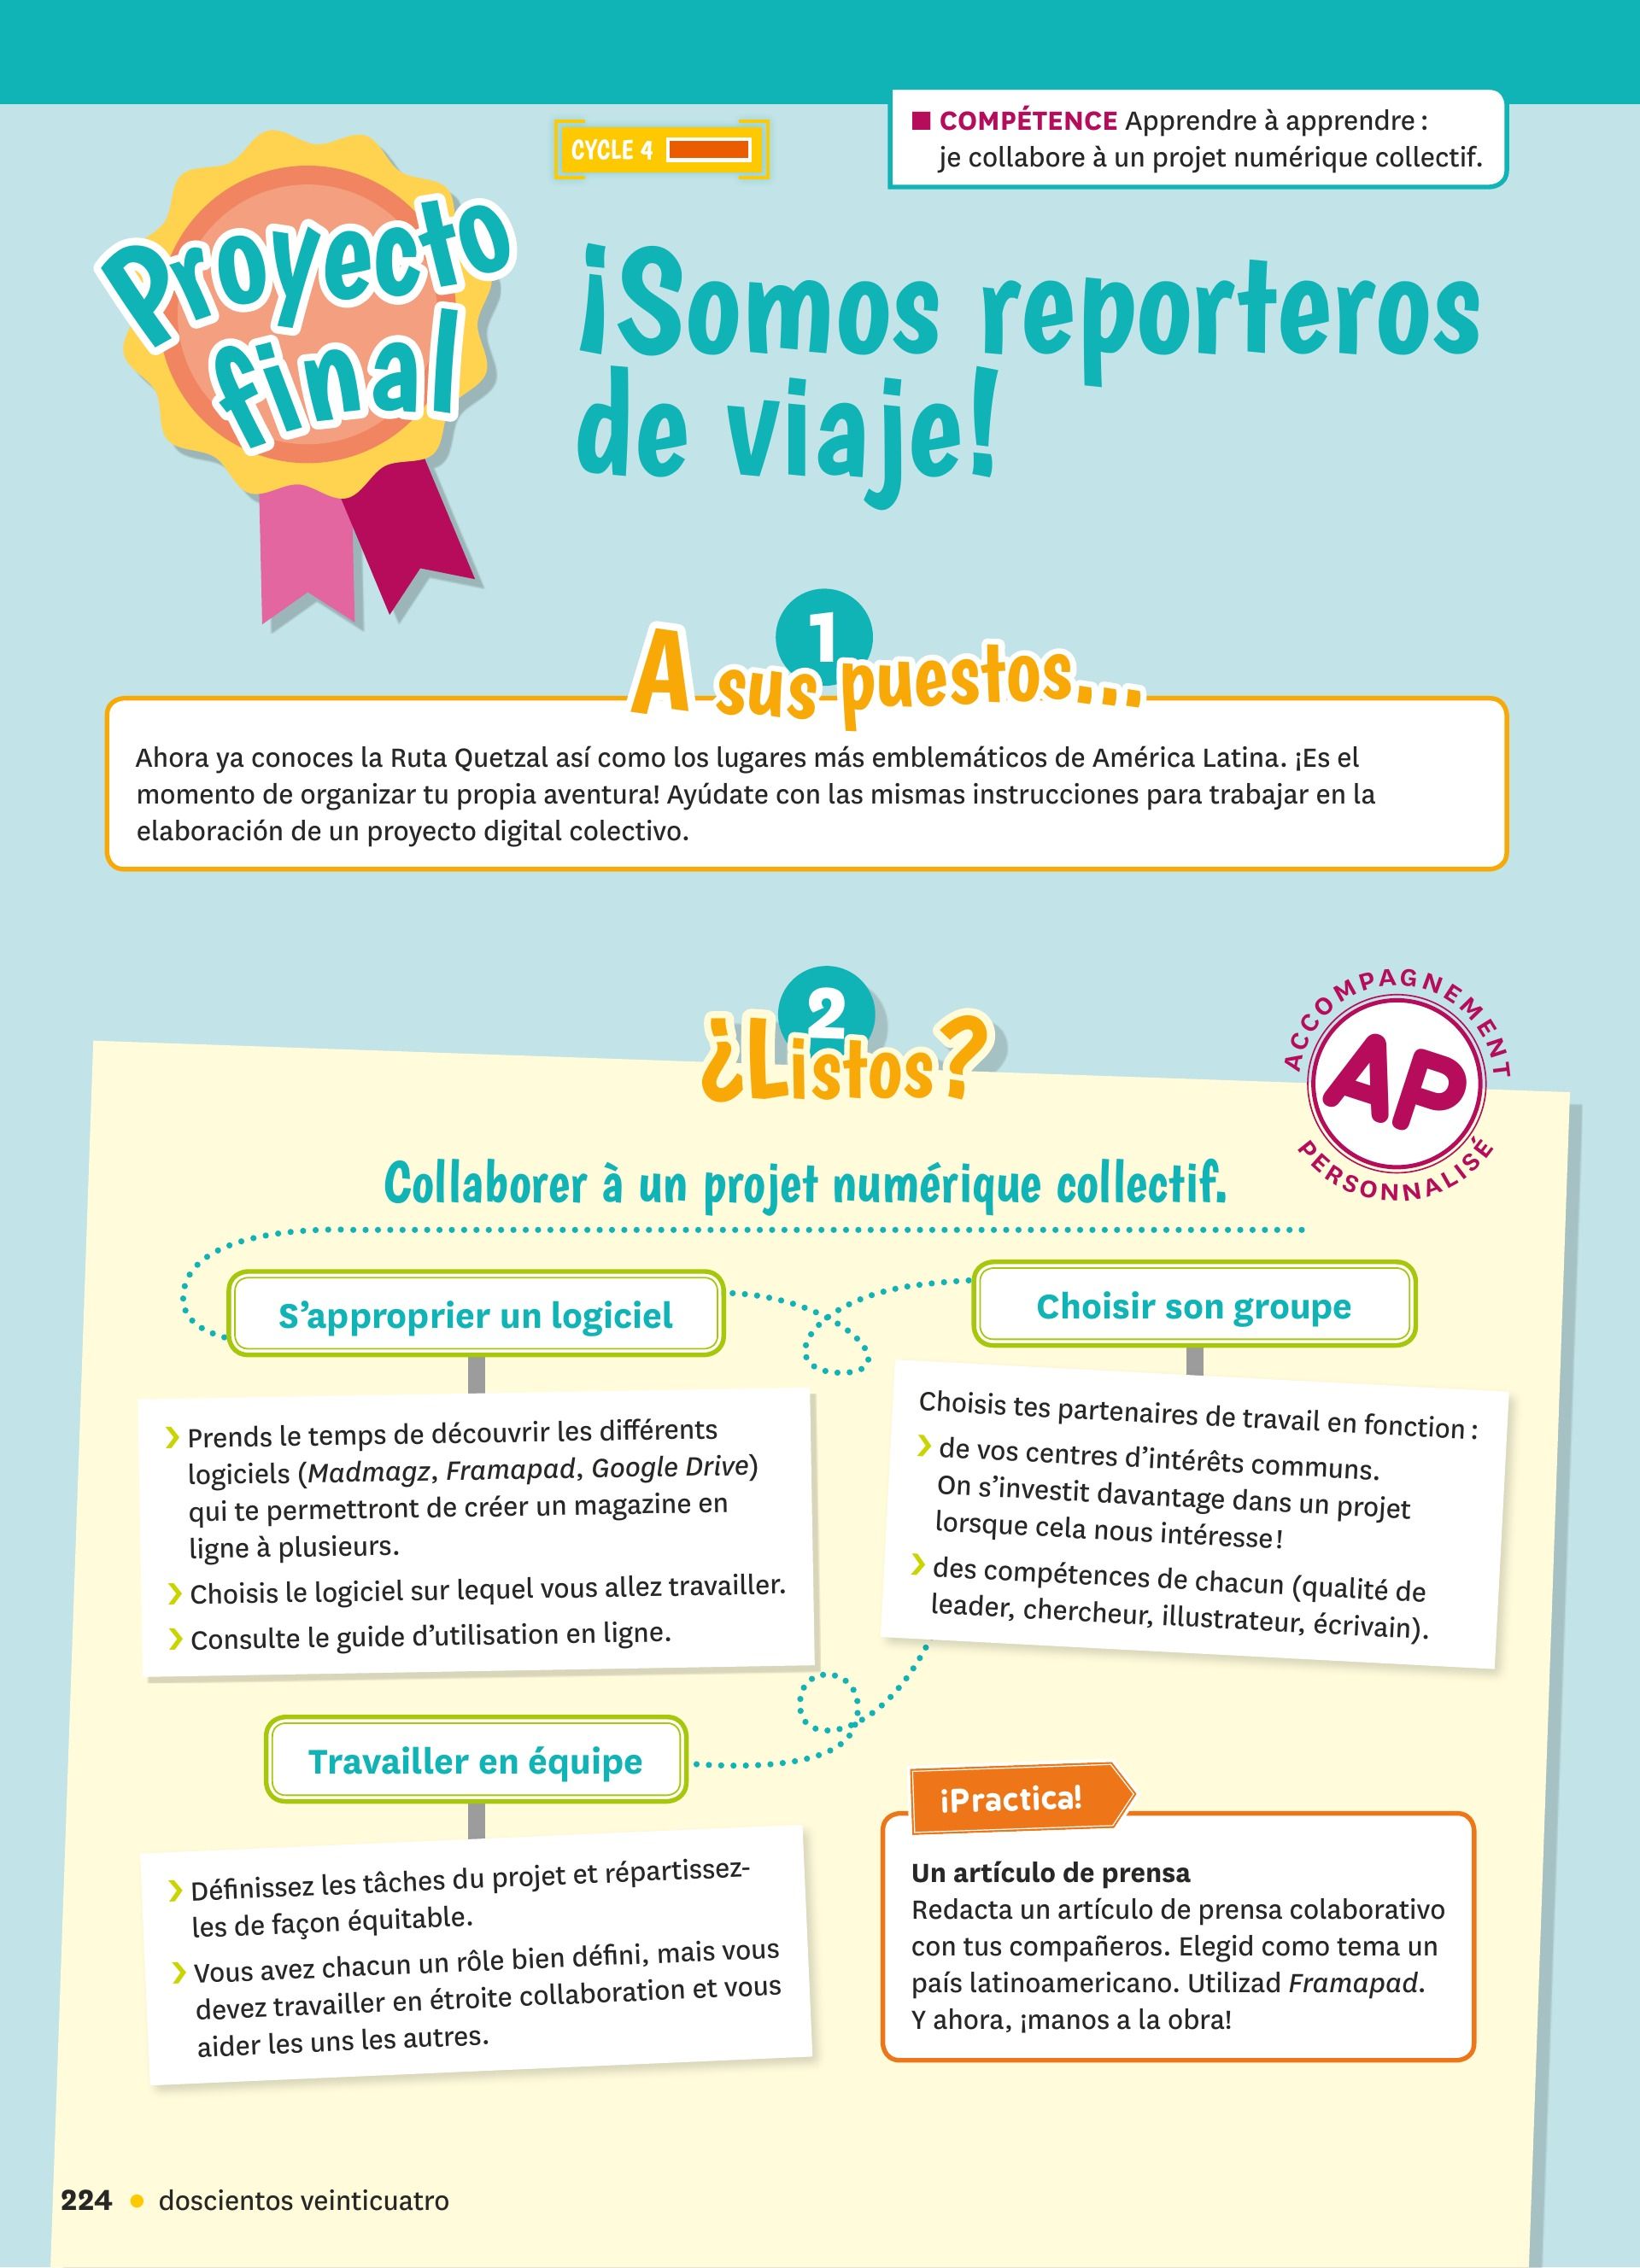 CYCLE 4
■ COMPÉTENCE Apprendre à apprendre :
je collabore à un projet numérique collectif.
Proyecto
final
¡Somos reporteros
de viaje!
1
A sus puestos...
Ahora ya conoces la Ruta Quetzal así como los lugares más emblemáticos de América Latina. ¡Es el
momento de organizar tu propia aventura! Ayúdate con las mismas instrucciones para trabajar en la
elaboración de un proyecto digital colectivo.
2
¿Listos?
ACCOMPAGNEMENT
AP
PERSONNALISÉ
Collaborer à un projet numérique collectif.
S’approprier un logiciel
Prends le temps de découvrir les différents
logiciels (Madmagz, Framapad, Google Drive)
qui te permettront de créer un magazine en
ligne à plusieurs.
Choisis le logiciel sur lequel vous allez travailler.
Consulte le guide d’utilisation en ligne.
Choisir son groupe
Choisis tes partenaires de travail en fonction :
de vos centres d’intérêts communs.
On s’investit davantage dans un projet
lorsque cela nous intéresse !
des compétences de chacun (qualité de
leader, chercheur, illustrateur, écrivain).
Travailler en équipe
Définissez les tâches du projet et répartissez-
les de façon équitable.
Vous avez chacun un rôle bien défini, mais vous
devez travailler en étroite collaboration et vous
aider les uns les autres.
¡Practica!
Un artículo de prensa
Redacta un artículo de prensa colaborativo
con tus compañeros. Elegid como tema un
país latinoamericano. Utilizad Framapad.
Y ahora, ¡manos a la obra!
224 • doscientos veinticuatro